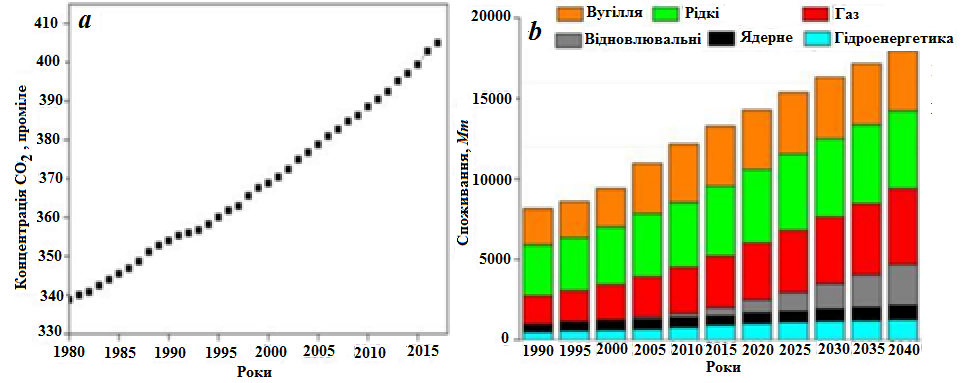 a
Концентрація CO2 , проміле
410
400
390
380
370
360
350
340
330
1980 1985 1990 1995 2000 2005 2010 2015
Роки
b
Вугілля Рідкі Газ
Відновлювальні Ядерне Гідроенергетика
Споживання, Мт
20000
15000
10000
5000
0
1990 1995 2000 2005 2010 2015 2020 2025 2030 2035 2040
Роки